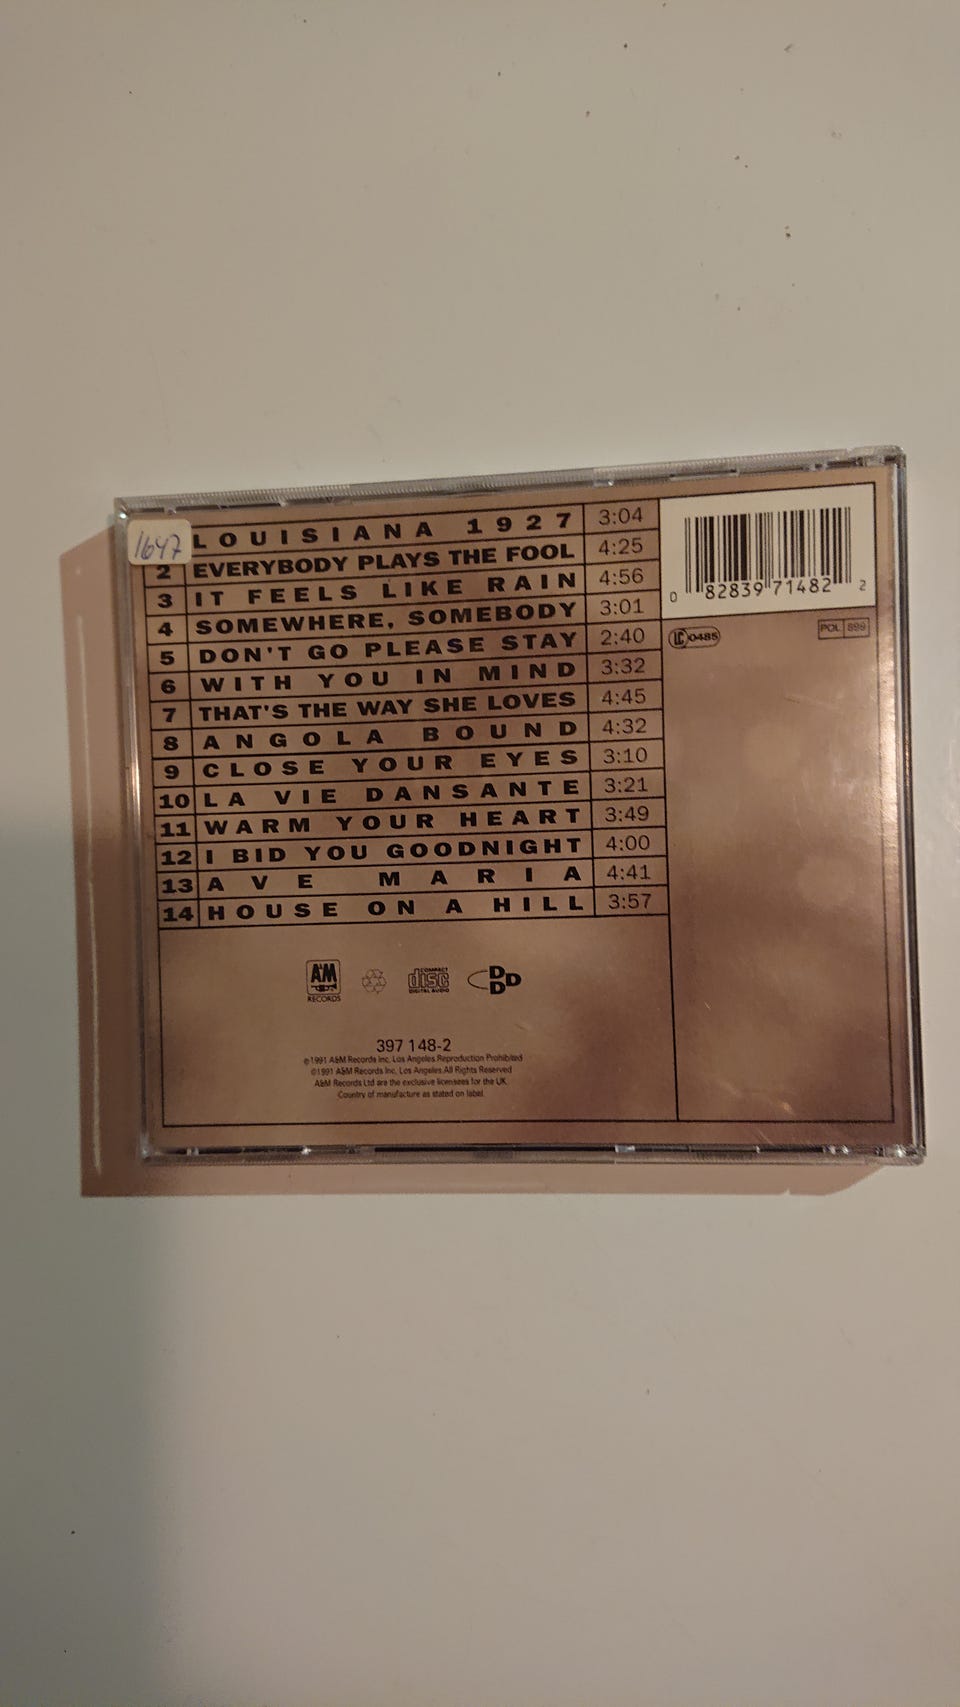 1647
LOUISIANA 1927 3:04
2 EVERYBODY PLAYS THE FOOL 4:25
3 IT FEELS LIKE RAIN 4:56
4 SOMEWHERE, SOMEBODY 3:01
5 DON'T GO PLEASE STAY 2:40
6 WITH YOU IN MIND 3:32
7 THAT'S THE WAY SHE LOVES 4:45
8 ANGOLA BOUND 4:32
9 CLOSE YOUR EYES 3:10
10 LA VIE DANSANTE 3:21
11 WARM YOUR HEART 3:49
12 I BID YOU GOODNIGHT 4:00
13 AVE MARIA 4:41
14 HOUSE ON A HILL 3:57
0 82839 71482 2
LC 0485
POL 899
A&M
RECORDS
COMPACT
disc
DIGITAL AUDIO
DDD
397 148-2
℗1991 A&M Records Inc. Los Angeles Reproduction Prohibited
©1991 A&M Records Inc. Los Angeles All Rights Reserved
A&M Records Ltd are the exclusive licensees for the UK
Country of manufacture as stated on label.